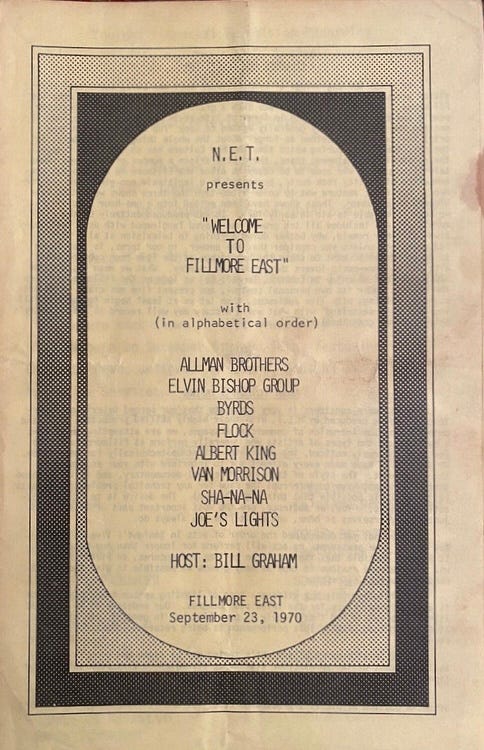 N.E.T.
presents
"WELCOME
TO
FILLMORE EAST"
with
(in alphabetical order)
ALLMAN BROTHERS
ELVIN BISHOP GROUP
BYRDS
FLOCK
ALBERT KING
VAN MORRISON
SHA-NA-NA
JOE'S LIGHTS
HOST: BILL GRAHAM
FILLMORE EAST
September 23, 1970